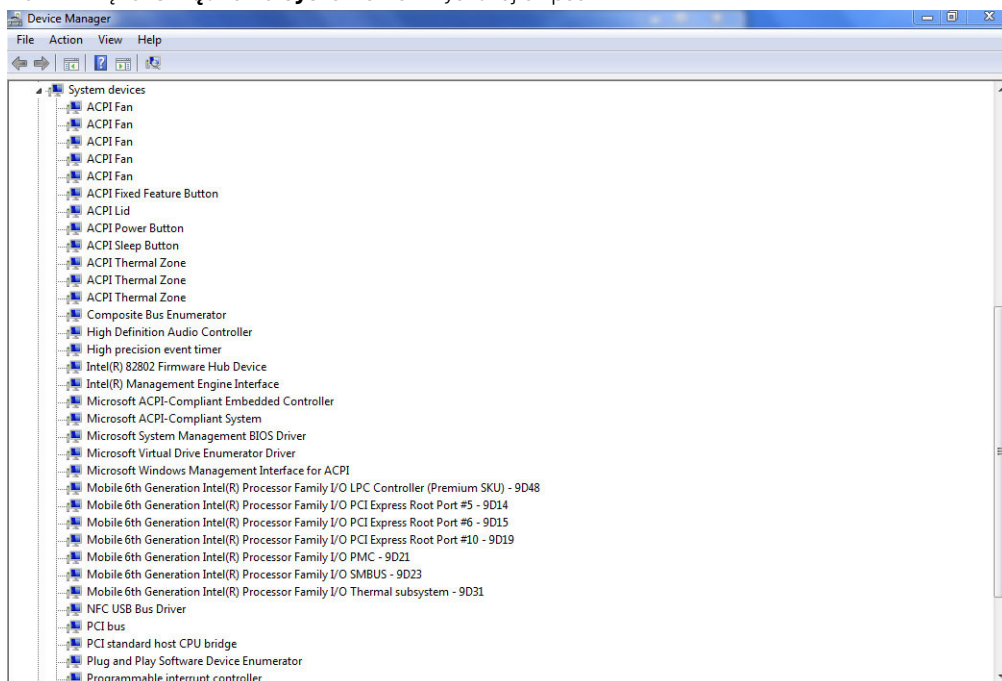 Device Manager
File Action View Help
System devices
ACPI Fan
ACPI Fan
ACPI Fan
ACPI Fan
ACPI Fan
ACPI Fixed Feature Button
ACPI Lid
ACPI Power Button
ACPI Sleep Button
ACPI Thermal Zone
ACPI Thermal Zone
ACPI Thermal Zone
Composite Bus Enumerator
High Definition Audio Controller
High precision event timer
Intel(R) 82802 Firmware Hub Device
Intel(R) Management Engine Interface
Microsoft ACPI-Compliant Embedded Controller
Microsoft ACPI-Compliant System
Microsoft System Management BIOS Driver
Microsoft Virtual Drive Enumerator Driver
Microsoft Windows Management Interface for ACPI
Mobile 6th Generation Intel(R) Processor Family I/O LPC Controller (Premium SKU) - 9D48
Mobile 6th Generation Intel(R) Processor Family I/O PCI Express Root Port #5 - 9D14
Mobile 6th Generation Intel(R) Processor Family I/O PCI Express Root Port #6 - 9D15
Mobile 6th Generation Intel(R) Processor Family I/O PCI Express Root Port #10 - 9D19
Mobile 6th Generation Intel(R) Processor Family I/O PMC - 9D21
Mobile 6th Generation Intel(R) Processor Family I/O SMBUS - 9D23
Mobile 6th Generation Intel(R) Processor Family I/O Thermal subsystem - 9D31
NFC USB Bus Driver
PCI bus
PCI standard host CPU bridge
Plug and Play Software Device Enumerator
Programmable interrupt controller